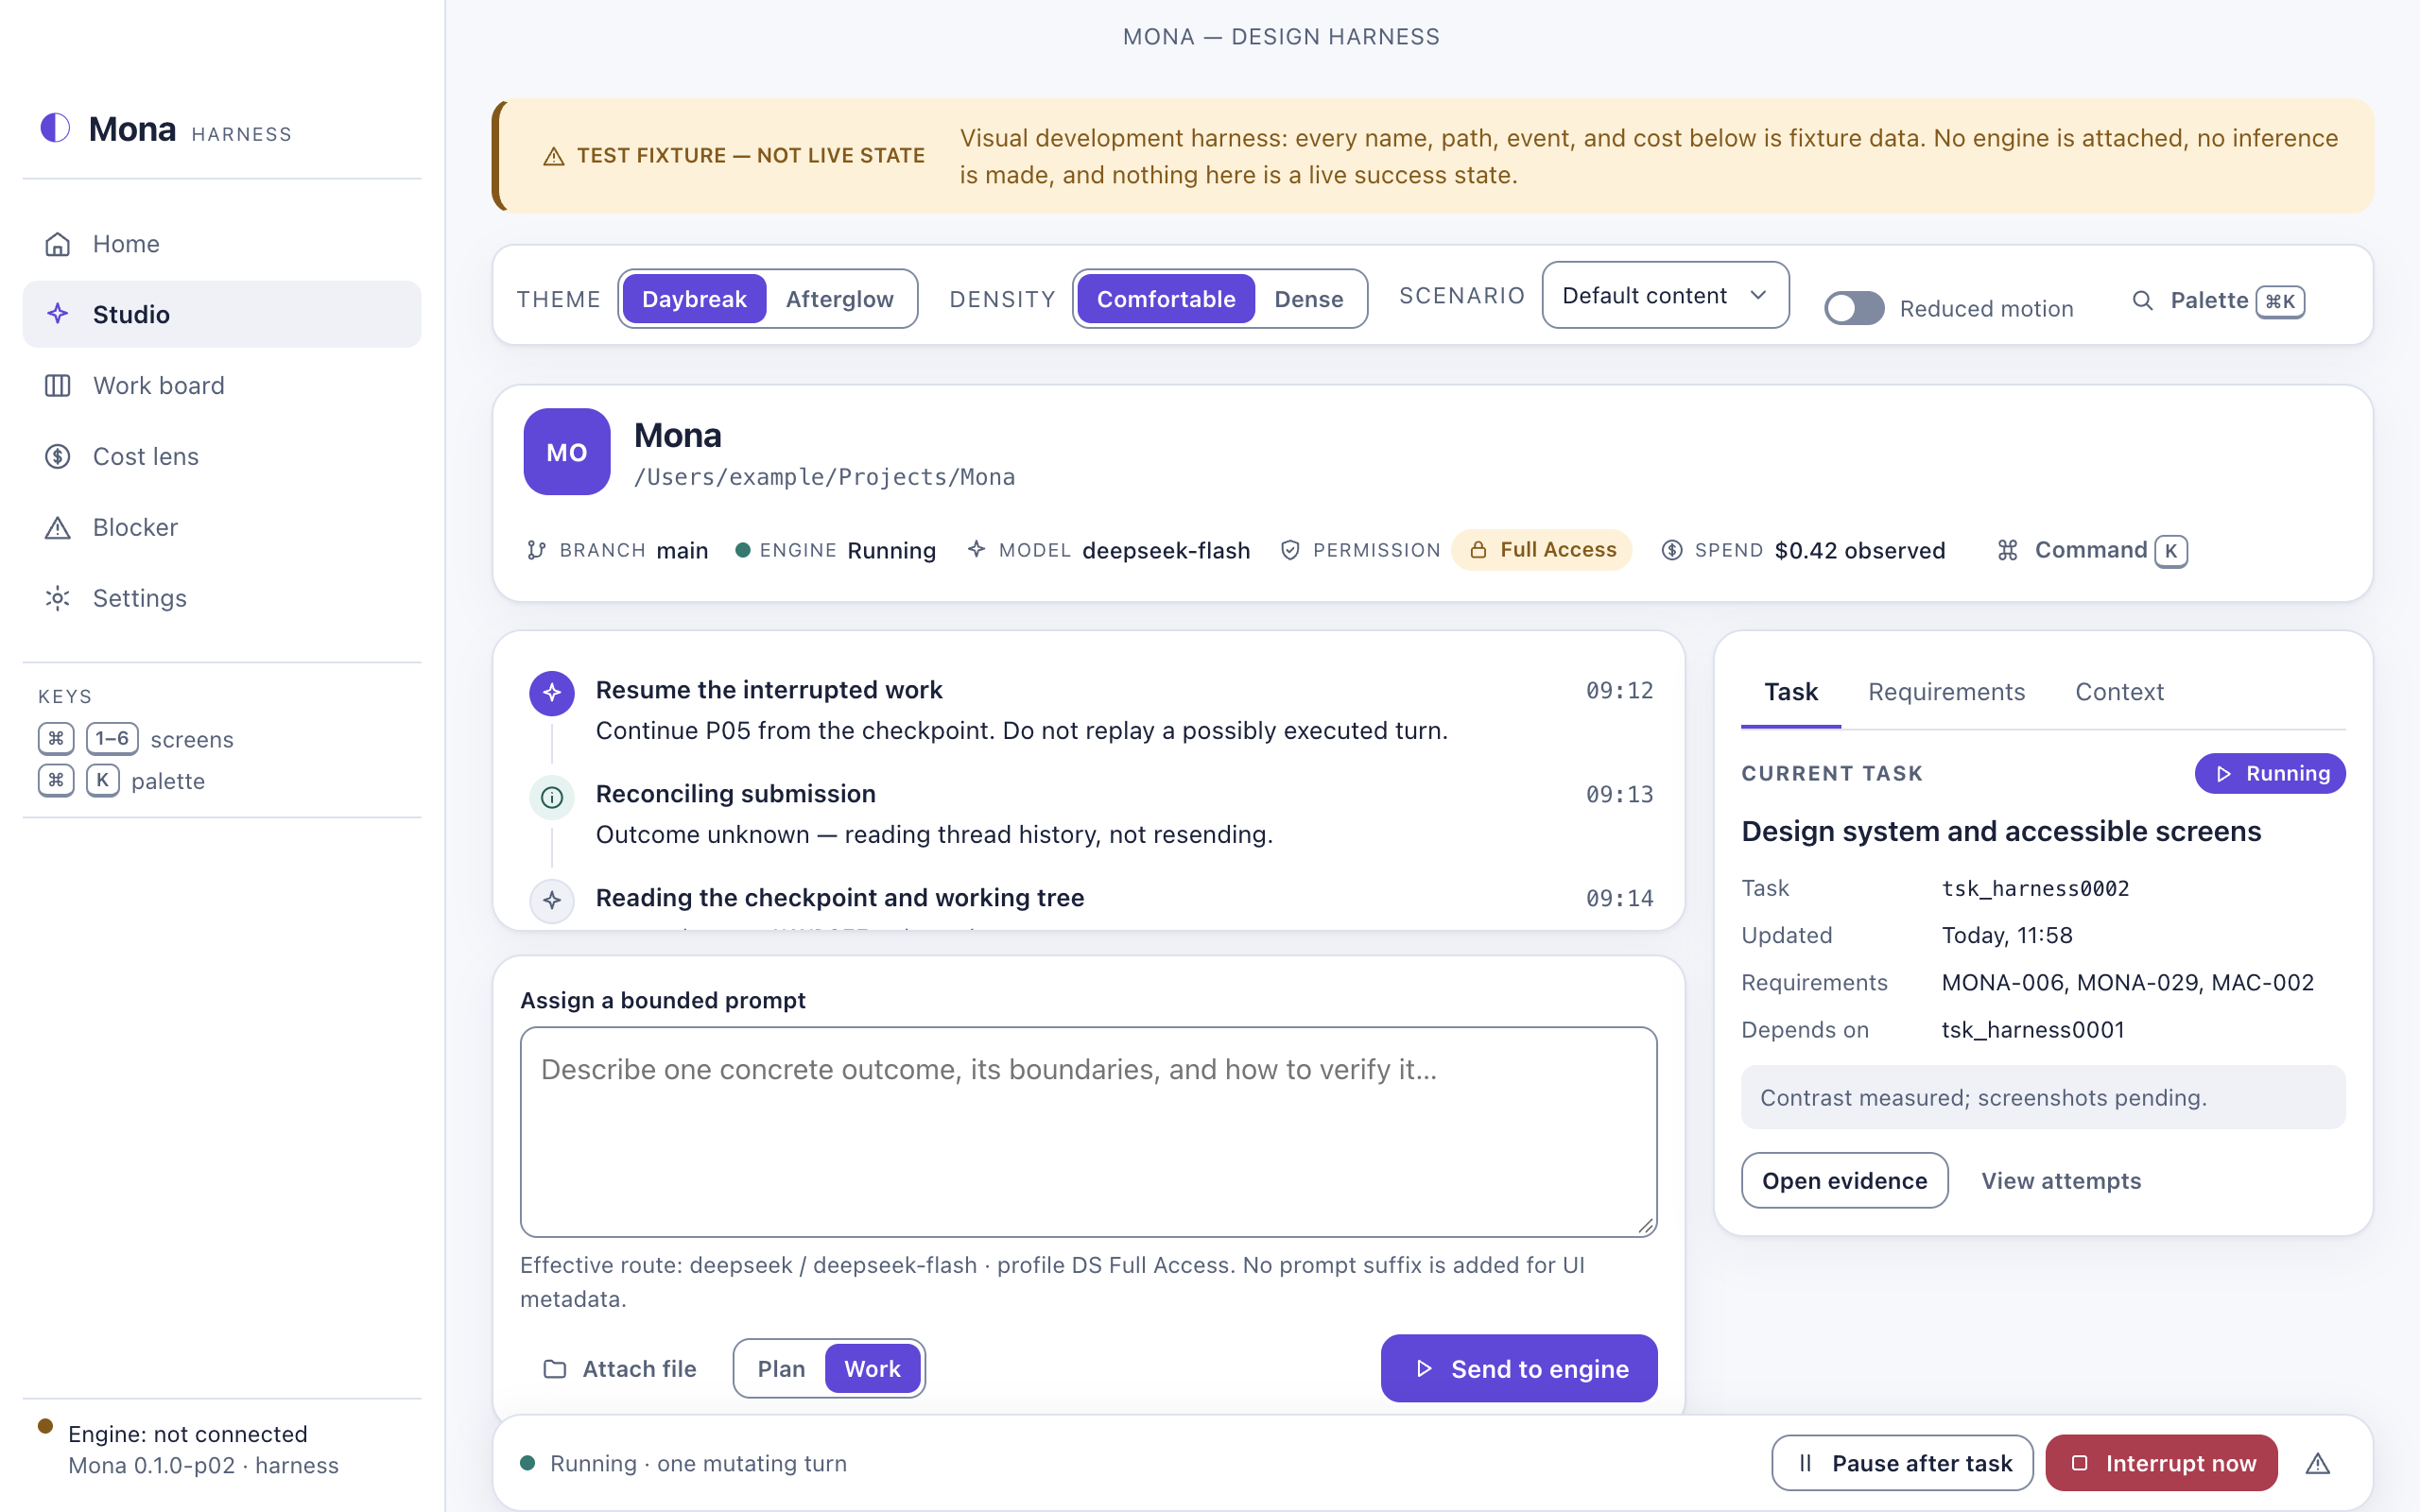 MONA — DESIGN HARNESS
Mona HARNESS
Home
Studio
Work board
Cost lens
Blocker
Settings
KEYS
⌘ 1–6 screens
⌘ K palette
Engine: not connected
Mona 0.1.0-p02 · harness
TEST FIXTURE — NOT LIVE STATE
Visual development harness: every name, path, event, and cost below is fixture data. No engine is attached, no inference
is made, and nothing here is a live success state.
THEME Daybreak Afterglow DENSITY Comfortable Dense SCENARIO Default content Reduced motion Palette ⌘K
MO
Mona
/Users/example/Projects/Mona
BRANCH main ENGINE Running MODEL deepseek-flash PERMISSION Full Access SPEND $0.42 observed ⌘ Command K
Resume the interrupted work 09:12
Continue P05 from the checkpoint. Do not replay a possibly executed turn.
Reconciling submission 09:13
Outcome unknown — reading thread history, not resending.
Reading the checkpoint and working tree 09:14
Assign a bounded prompt
Describe one concrete outcome, its boundaries, and how to verify it...
Effective route: deepseek / deepseek-flash · profile DS Full Access. No prompt suffix is added for UI
metadata.
Attach file Plan Work Send to engine
Task Requirements Context
CURRENT TASK Running
Design system and accessible screens
Task tsk_harness0002
Updated Today, 11:58
Requirements MONA-006, MONA-029, MAC-002
Depends on tsk_harness0001
Contrast measured; screenshots pending.
Open evidence View attempts
Running · one mutating turn Pause after task Interrupt now